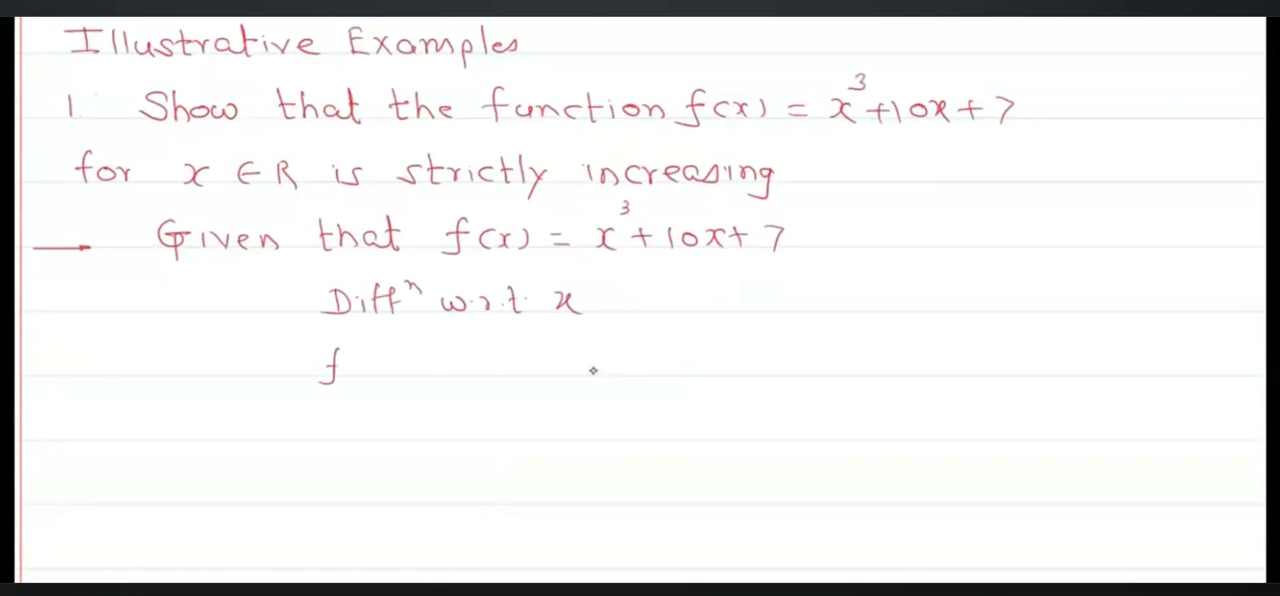 Illustrative Examples
1. Show that the function f(x) = x³+10x+7
for x ∈ R is strictly increasing
Given that f(x) = x³+10x+7
Diffⁿ w.r.t. x
f